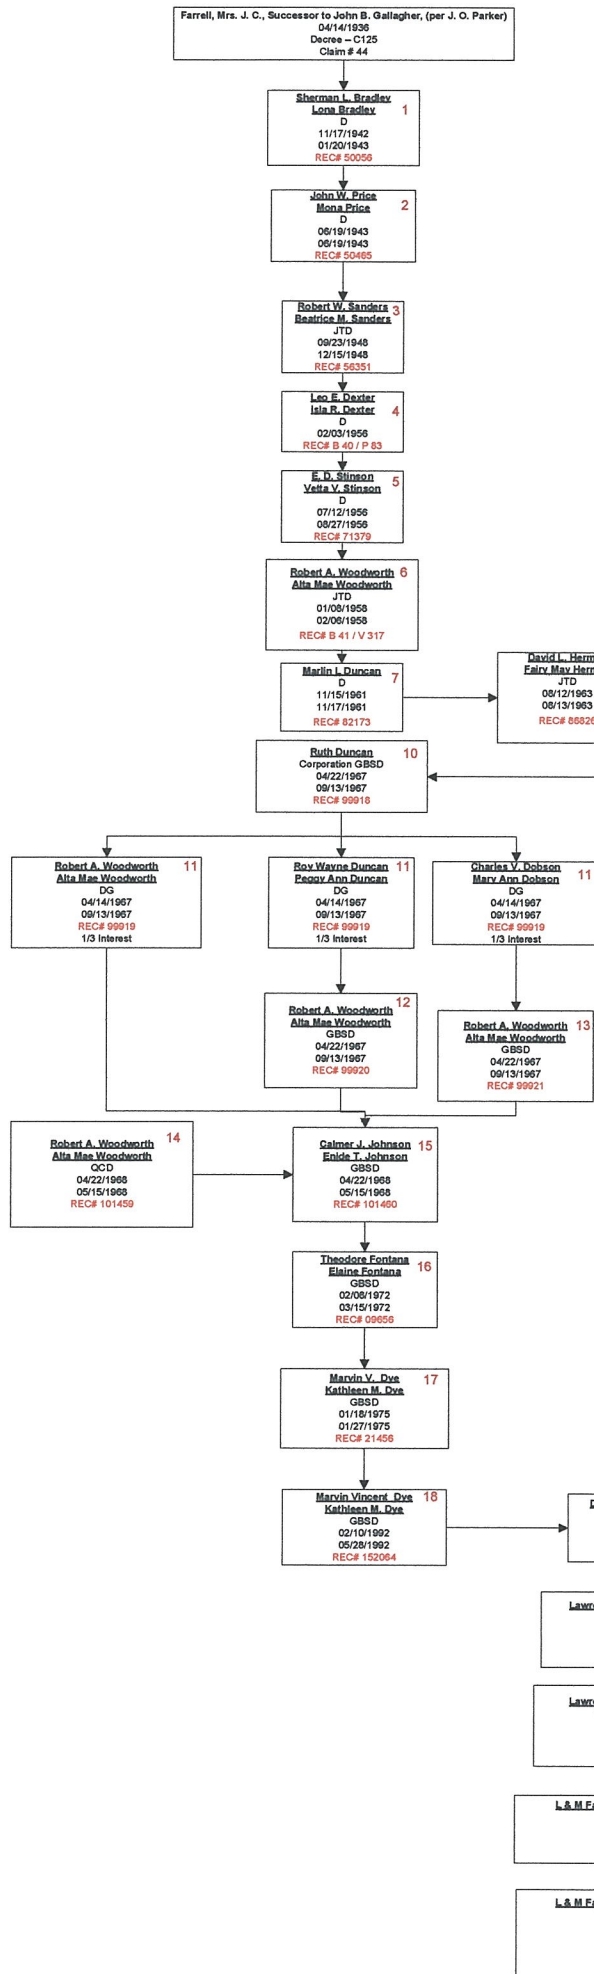 Farrell, Mrs. J. C., Successor to John B. Gallagher, (per J. O. Parker)
04/14/1936
Decree – C125
Claim # 44
Sherman L. Bradley 1
Lona Bradley
D
11/17/1942
01/20/1943
REC# 50056
John W. Price 2
Mona Price
D
06/19/1943
06/19/1943
REC# 50465
Robert W. Sanders 3
Beatrice M. Sanders
JTD
09/23/1948
12/15/1948
REC# 56351
Leo E. Dexter 4
Isla R. Dexter
D
02/03/1956
REC# B 40 / P 83
E. D. Stinson 5
Vetta V. Stinson
D
07/12/1956
08/27/1956
REC# 71379
Robert A. Woodworth 6
Alta Mae Woodworth
JTD
01/08/1958
02/06/1958
REC# B 41 / V 317
Marlin L Duncan 7
D
11/15/1961
11/17/1961
REC# 82173
David L. Herm
Fairy May Herm
JTD
08/12/1963
08/13/1963
REC# 86826
Ruth Duncan 10
Corporation GBSD
04/22/1967
09/13/1967
REC# 99918
Robert A. Woodworth 11
Alta Mae Woodworth
DG
04/14/1967
09/13/1967
REC# 99919
1/3 Interest
Roy Wayne Duncan 11
Peggy Ann Duncan
DG
04/14/1967
09/13/1967
REC# 99919
1/3 Interest
Charles V. Dobson 11
Mary Ann Dobson
DG
04/14/1967
09/13/1967
REC# 99919
1/3 Interest
Robert A. Woodworth 12
Alta Mae Woodworth
GBSD
04/22/1967
09/13/1967
REC# 99920
Robert A. Woodworth 13
Alta Mae Woodworth
GBSD
04/22/1967
09/13/1967
REC# 99921
Robert A. Woodworth 14
Alta Mae Woodworth
QCD
04/22/1968
05/15/1968
REC# 101459
Calmer J. Johnson 15
Enide T. Johnson
GBSD
04/22/1968
05/15/1968
REC# 101460
Theodore Fontana 16
Elaine Fontana
GBSD
02/08/1972
03/15/1972
REC# 09656
Marvin V. Dye 17
Kathleen M. Dye
GBSD
01/18/1975
01/27/1975
REC# 21456
Marvin Vincent Dye 18
Kathleen M. Dye
GBSD
02/10/1992
05/28/1992
REC# 152064
D
Lawr
Lawr
L & M Fa
L & M Fa